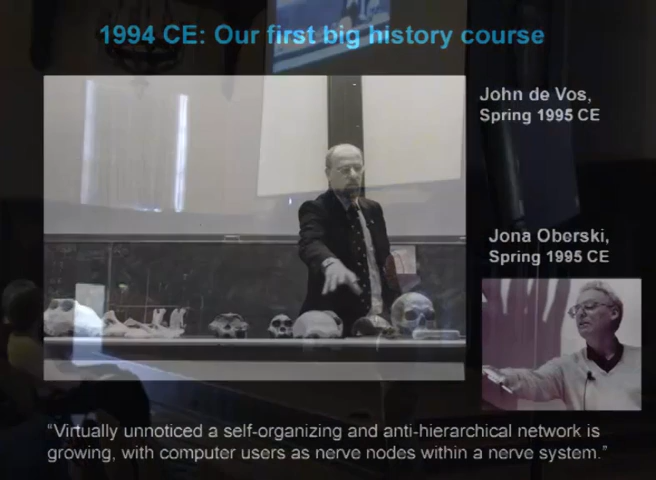 1994 CE: Our first big history course
John de Vos,
Spring 1995 CE
Jona Oberski,
Spring 1995 CE
“Virtually unnoticed a self-organizing and anti-hierarchical network is
growing, with computer users as nerve nodes within a nerve system.”